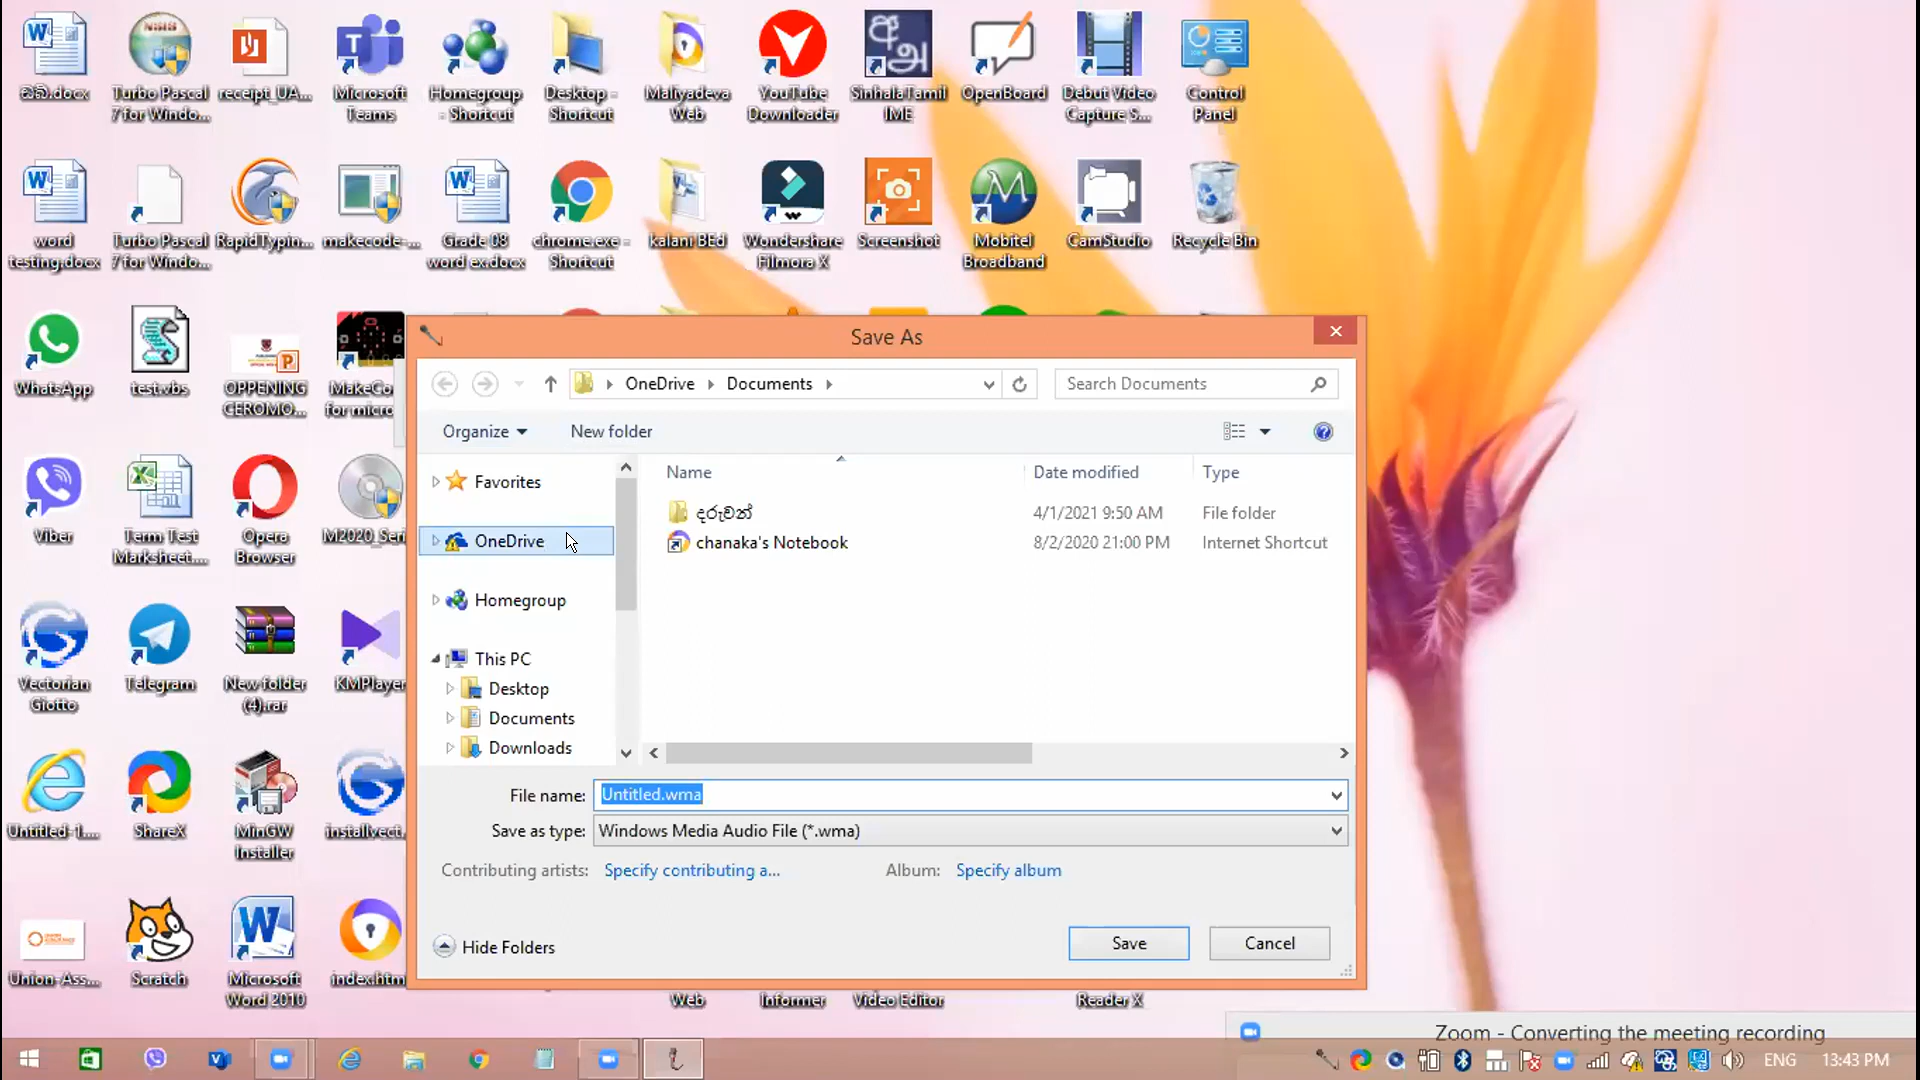 ඔබි.docx
Turbo Pascal
7 for Windo...
receipt_UA...
Microsoft
Teams
Homegroup
- Shortcut
Desktop -
Shortcut
Maliyadeva
Web
YouTube
Downloader
SinhalaTamil
IME
OpenBoard
Debut Video
Capture S...
Control
Panel
word
testing.docx
Turbo Pascal
7 for Windo...
RapidTypin...
makecode-...
Grade 08
word ex.docx
chrome.exe -
Shortcut
kalani BEd
Wondershare
Filmora X
Screenshot
Mobitel
Broadband
CamStudio
Recycle Bin
WhatsApp
test.vbs
OPPENING
CEROMO...
MakeCo
for micro
Viber
Term Test
Marksheet....
Opera
Browser
M2020_Seri
Vectorian
Giotto
Telegram
New folder
(4).rar
KMPlayer
Untitled-1....
ShareX
MinGW
Installer
installvect.
Union-Ass...
Scratch
Microsoft
Word 2010
index.htm
Web
Informer
Video Editor
Reader X
Save As
OneDrive
Documents
Search Documents
Organize
New folder
Favorites
OneDrive
Homegroup
This PC
Desktop
Documents
Downloads
Name
Date modified
Type
දරුවන්
4/1/2021 9:50 AM
File folder
chanaka's Notebook
8/2/2020 21:00 PM
Internet Shortcut
File name:
Untitled.wma
Save as type:
Windows Media Audio File (*.wma)
Contributing artists:
Specify contributing a...
Album:
Specify album
Hide Folders
Save
Cancel
Zoom - Converting the meeting recording
ENG
13:43 PM